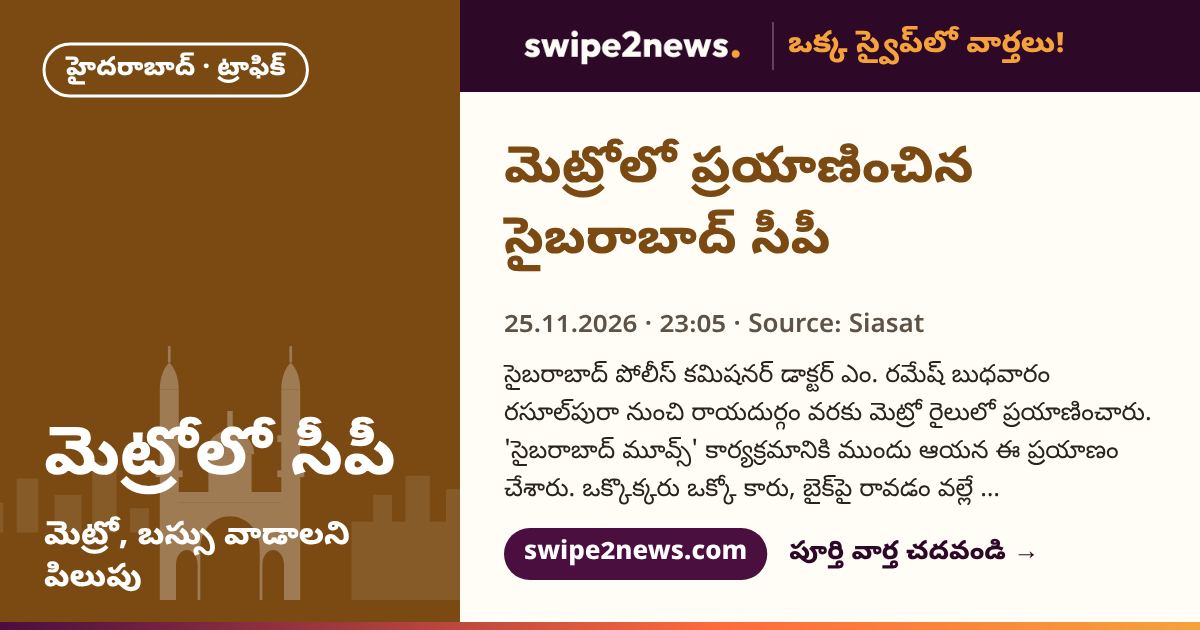 హైదరాబాద్ · ట్రాఫిక్
మెట్రోలో సీపీ
మెట్రో, బస్సు వాడాలని
పిలుపు
swipe2news.
ఒక్క స్వైప్‌లో వార్తలు!
మెట్రోలో ప్రయాణించిన
సైబరాబాద్ సీపీ
25.11.2026 · 23:05 · Source: Siasat
సైబరాబాద్ పోలీస్ కమిషనర్ డాక్టర్ ఎం. రమేష్ బుధవారం
రసూల్‌పురా నుంచి రాయదుర్గం వరకు మెట్రో రైలులో ప్రయాణించారు.
'సైబరాబాద్ మూవ్స్' కార్యక్రమానికి ముందు ఆయన ఈ ప్రయాణం
చేశారు. ఒక్కొక్కరు ఒక్కో కారు, బైక్‌పై రావడం వల్లే ...
swipe2news.com
పూర్తి వార్త చదవండి →